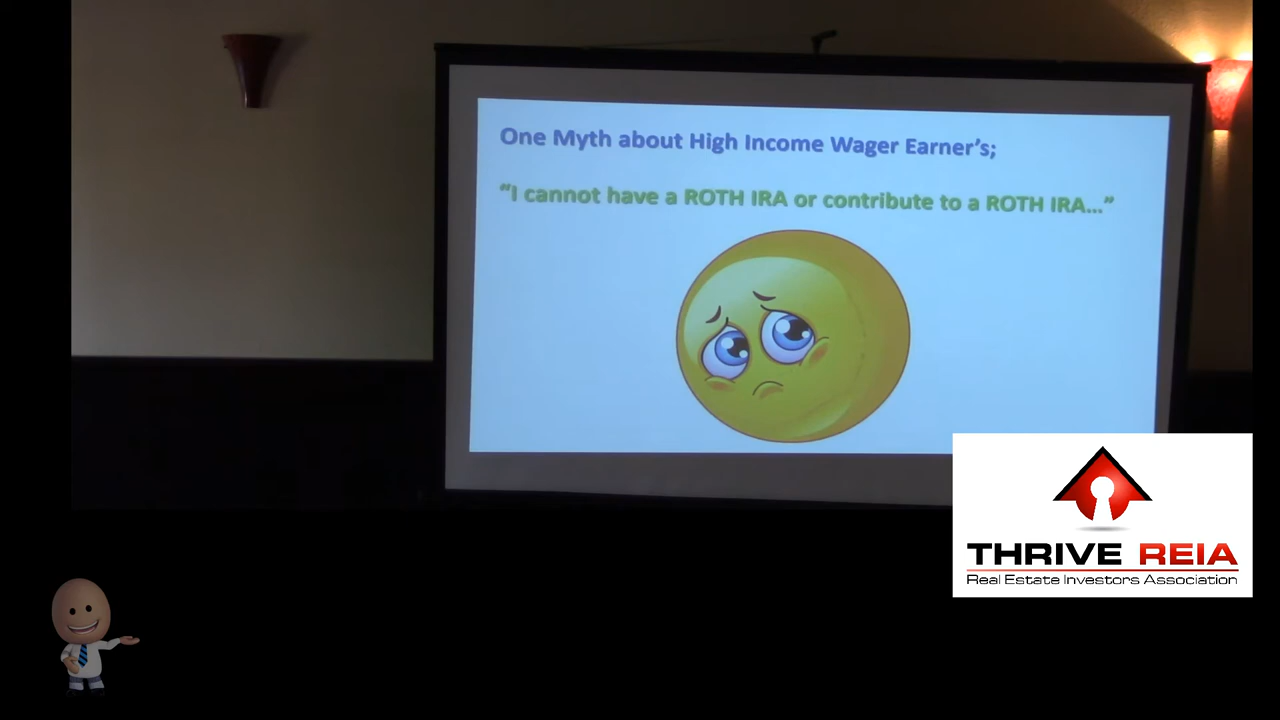 One Myth about High Income Wager Earner's;
"I cannot have a ROTH IRA or contribute to a ROTH IRA..."
THRIVE REIA
Real Estate Investors Association